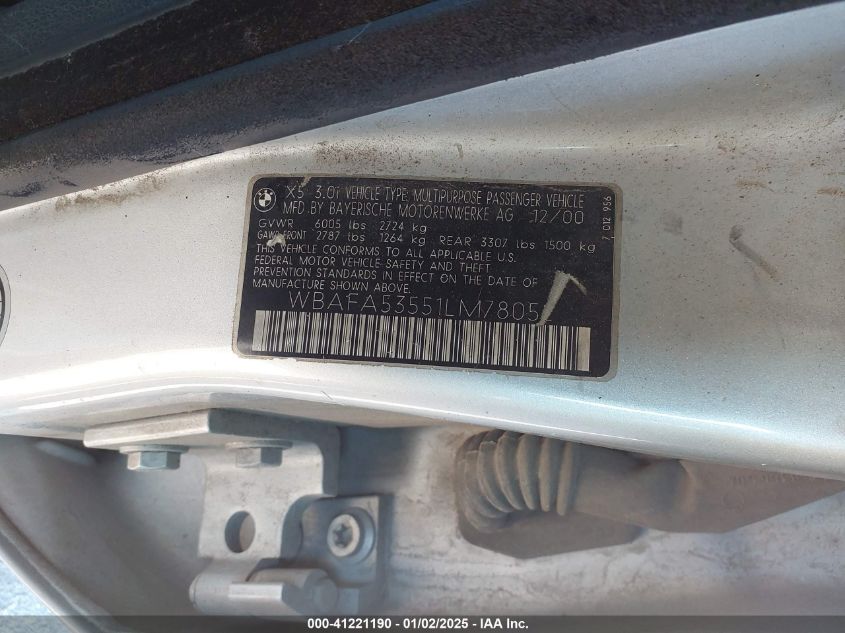 X5 3.0i VEHICLE TYPE: MULTIPURPOSE PASSENGER VEHICLE
MFD.BY BAYERISCHE MOTORENWERKE AG 12/00
GVWR 6005 lbs 2724 kg
GAWR FRONT 2787 lbs 1264 kg REAR 3307 lbs 1500 kg
THIS VEHICLE CONFORMS TO ALL APPLICABLE U.S.
FEDERAL MOTOR VEHICLE SAFETY AND THEFT
PREVENTION STANDARDS IN EFFECT ON THE DATE OF
MANUFACTURE SHOWN ABOVE.
WBAFA53551LM7805
7 012 956
000-41221190 - 01/02/2025 - IAA Inc.